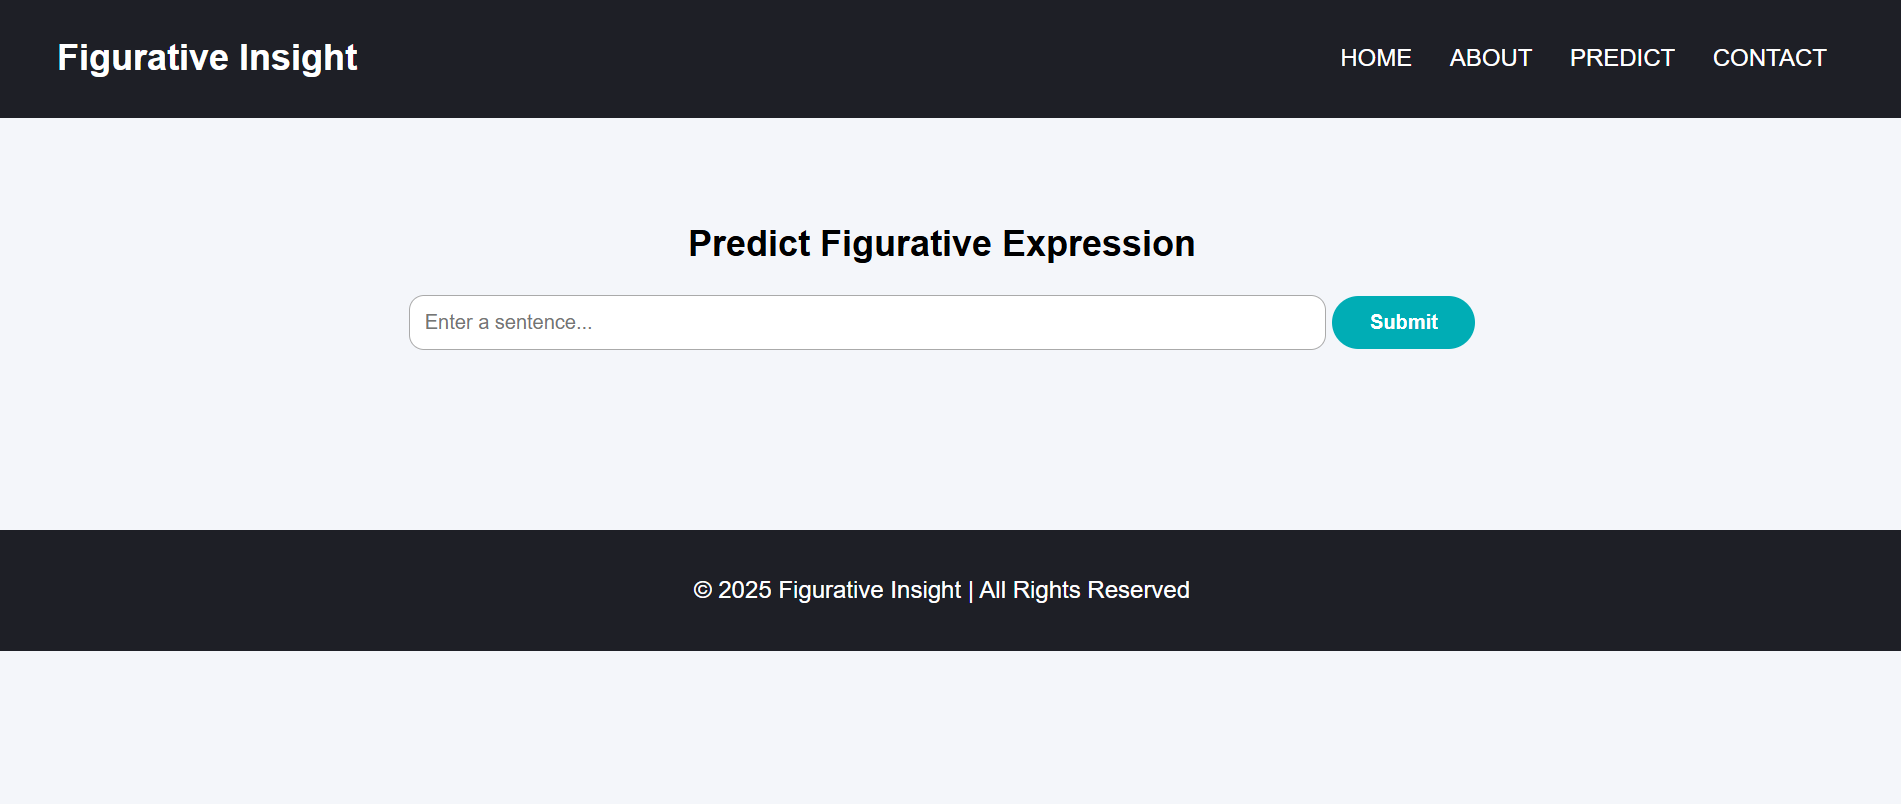 Figurative Insight
HOME ABOUT PREDICT CONTACT
Predict Figurative Expression
Enter a sentence...
Submit
© 2025 Figurative Insight | All Rights Reserved